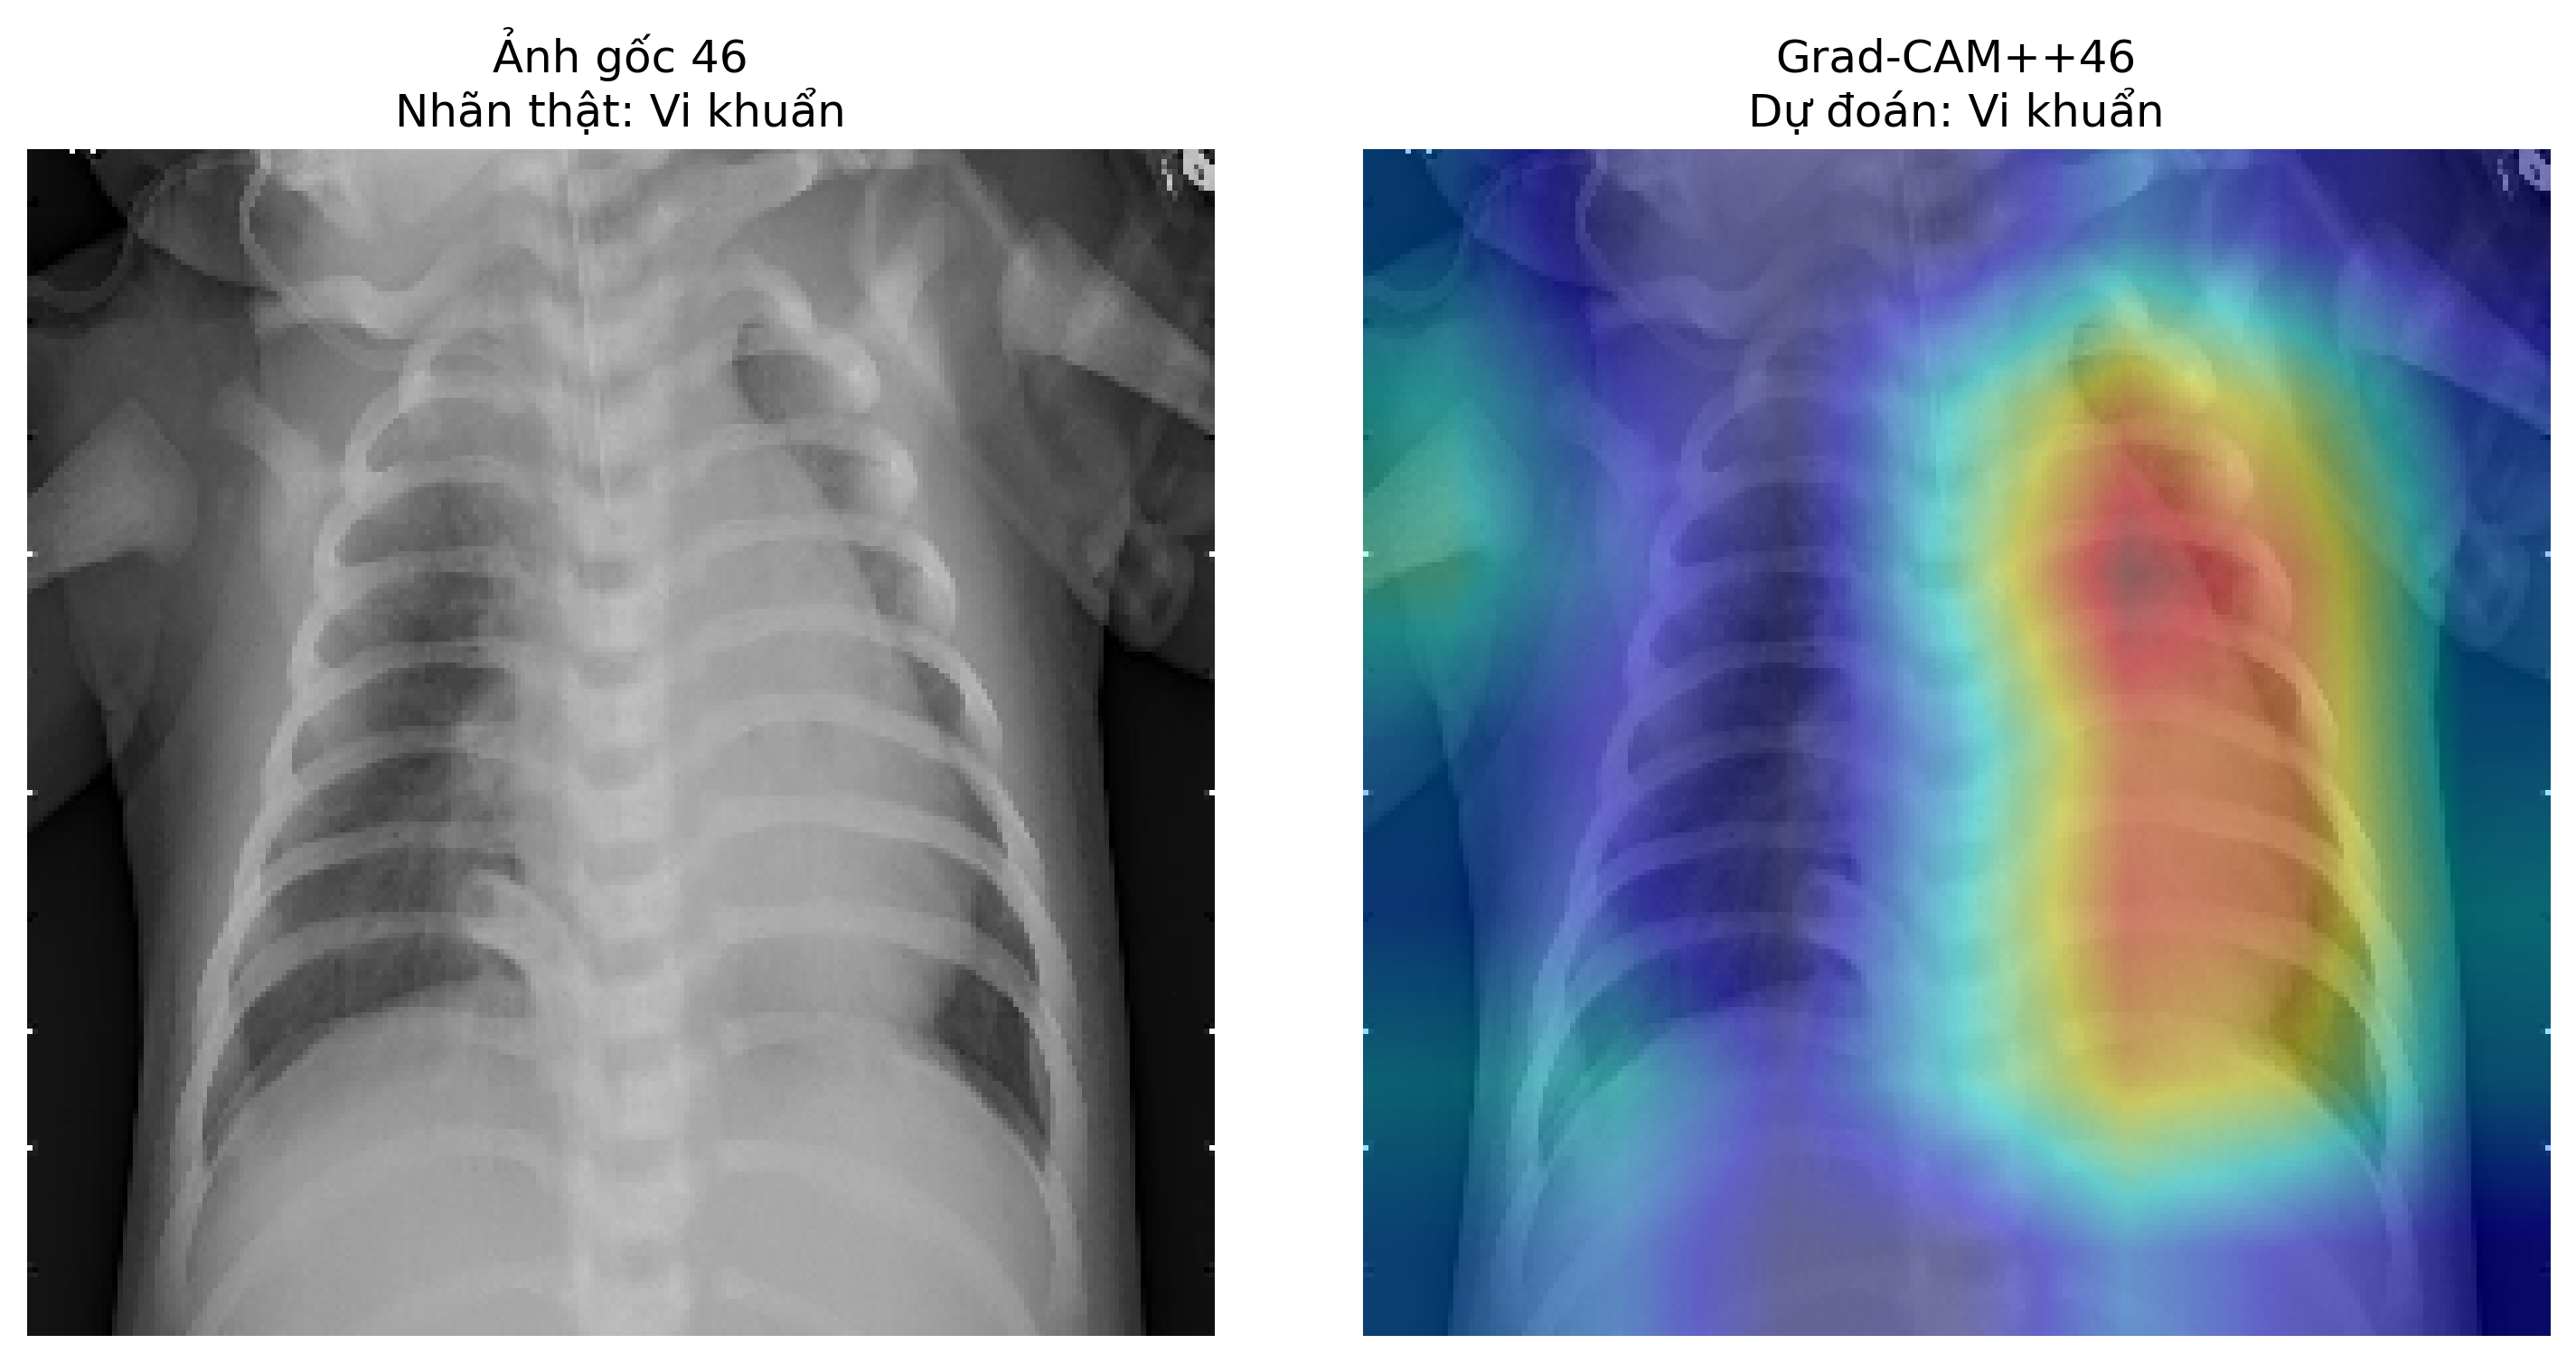 Ảnh gốc 46
Nhãn thật: Vi khuẩn
Grad-CAM++46
Dự đoán: Vi khuẩn